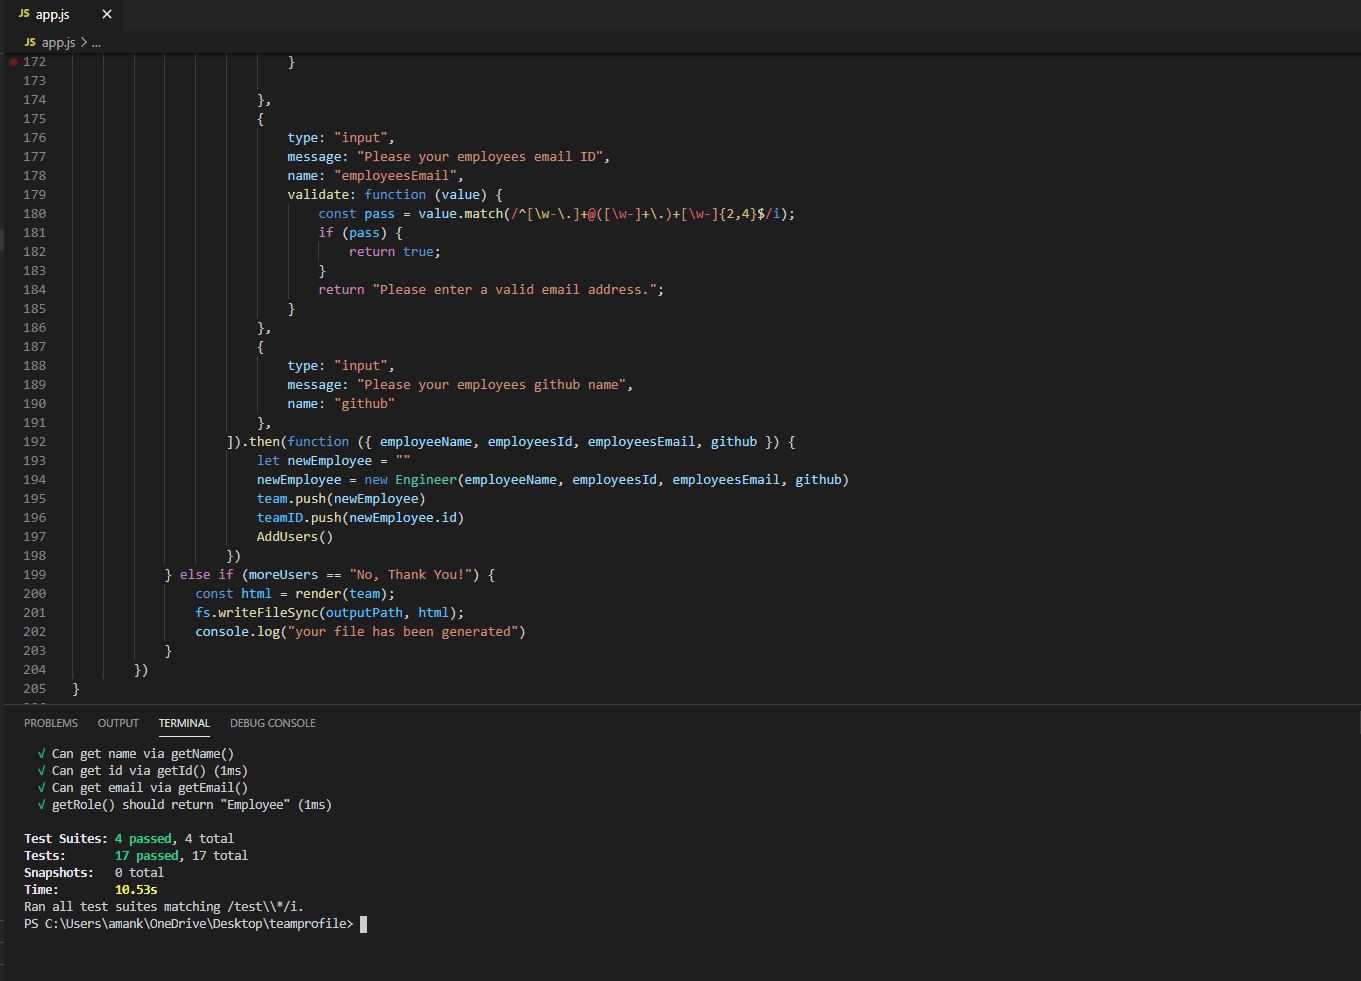 JS app.js ×
JS app.js > ...
172 }
173
174 },
175 {
176 type: "input",
177 message: "Please your employees email ID",
178 name: "employeesEmail",
179 validate: function (value) {
180 const pass = value.match(/^[\w-\.]+@([\w-]+\.)+[\w-]{2,4}$/i);
181 if (pass) {
182 return true;
183 }
184 return "Please enter a valid email address.";
185 }
186 },
187 {
188 type: "input",
189 message: "Please your employees github name",
190 name: "github"
191 },
192 ]).then(function ({ employeeName, employeesId, employeesEmail, github }) {
193 let newEmployee = ""
194 newEmployee = new Engineer(employeeName, employeesId, employeesEmail, github)
195 team.push(newEmployee)
196 teamID.push(newEmployee.id)
197 AddUsers()
198 })
199 } else if (moreUsers == "No, Thank You!") {
200 const html = render(team);
201 fs.writeFileSync(outputPath, html);
202 console.log("your file has been generated")
203 }
204 })
205 }
PROBLEMS OUTPUT TERMINAL DEBUG CONSOLE
√ Can get name via getName()
√ Can get id via getId() (1ms)
√ Can get email via getEmail()
√ getRole() should return "Employee" (1ms)
Test Suites: 4 passed, 4 total
Tests: 17 passed, 17 total
Snapshots: 0 total
Time: 10.53s
Ran all test suites matching /test\\*/i.
PS C:\Users\amank\OneDrive\Desktop\teamprofile>